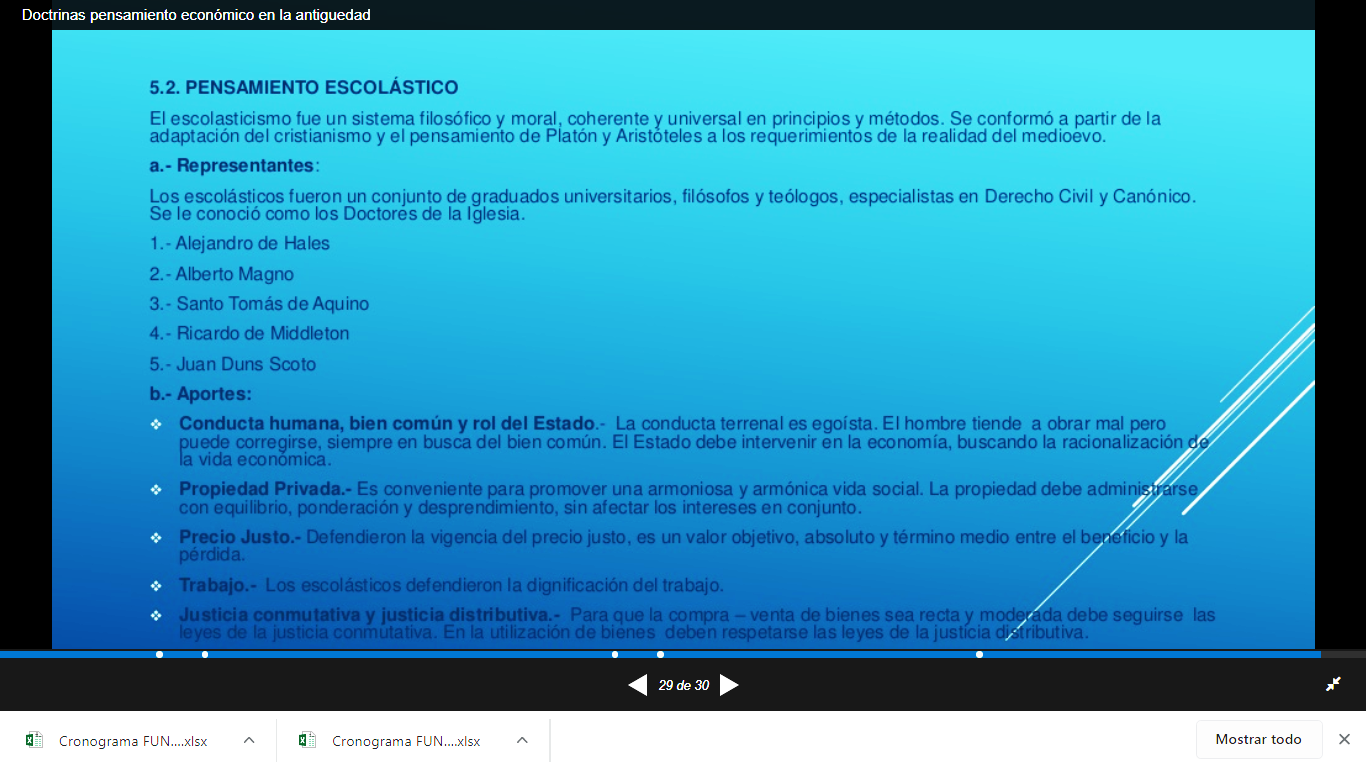 Doctrinas pensamiento económico en la antiguedad
5.2. PENSAMIENTO ESCOLÁSTICO
El escolasticismo fue un sistema filosófico y moral, coherente y universal en principios y métodos. Se conformó a partir de la
adaptación del cristianismo y el pensamiento de Platón y Aristóteles a los requerimientos de la realidad del medioevo.
a.- Representantes:
Los escolásticos fueron un conjunto de graduados universitarios, filósofos y teólogos, especialistas en Derecho Civil y Canónico.
Se le conoció como los Doctores de la Iglesia.
1.- Alejandro de Hales
2.- Alberto Magno
3.- Santo Tomás de Aquino
4.- Ricardo de Middleton
5.- Juan Duns Scoto
b.- Aportes:
❖ Conducta humana, bien común y rol del Estado.- La conducta terrenal es egoísta. El hombre tiende a obrar mal pero
puede corregirse, siempre en busca del bien común. El Estado debe intervenir en la economía, buscando la racionalización de
la vida económica.
❖ Propiedad Privada.- Es conveniente para promover una armoniosa y armónica vida social. La propiedad debe administrarse
con equilibrio, ponderación y desprendimiento, sin afectar los intereses en conjunto.
❖ Precio Justo.- Defendieron la vigencia del precio justo, es un valor objetivo, absoluto y término medio entre el beneficio y la
pérdida.
❖ Trabajo.- Los escolásticos defendieron la dignificación del trabajo.
❖ Justicia conmutativa y justicia distributiva.- Para que la compra – venta de bienes sea recta y moderada debe seguirse las
leyes de la justicia conmutativa. En la utilización de bienes deben respetarse las leyes de la justicia distributiva.
29 de 30
Cronograma FUN....xlsx
Cronograma FUN....xlsx
Mostrar todo